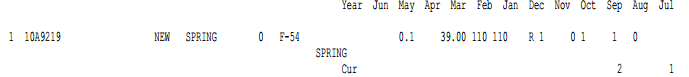 Year Jun May Apr Mar Feb Jan Dec Nov Oct Sep Aug Jul
1 10A9219 NEW SPRING 0 F-54 0.1 39.00 110 110 R 1 0 1 1 0
SPRING
Cur 2 1